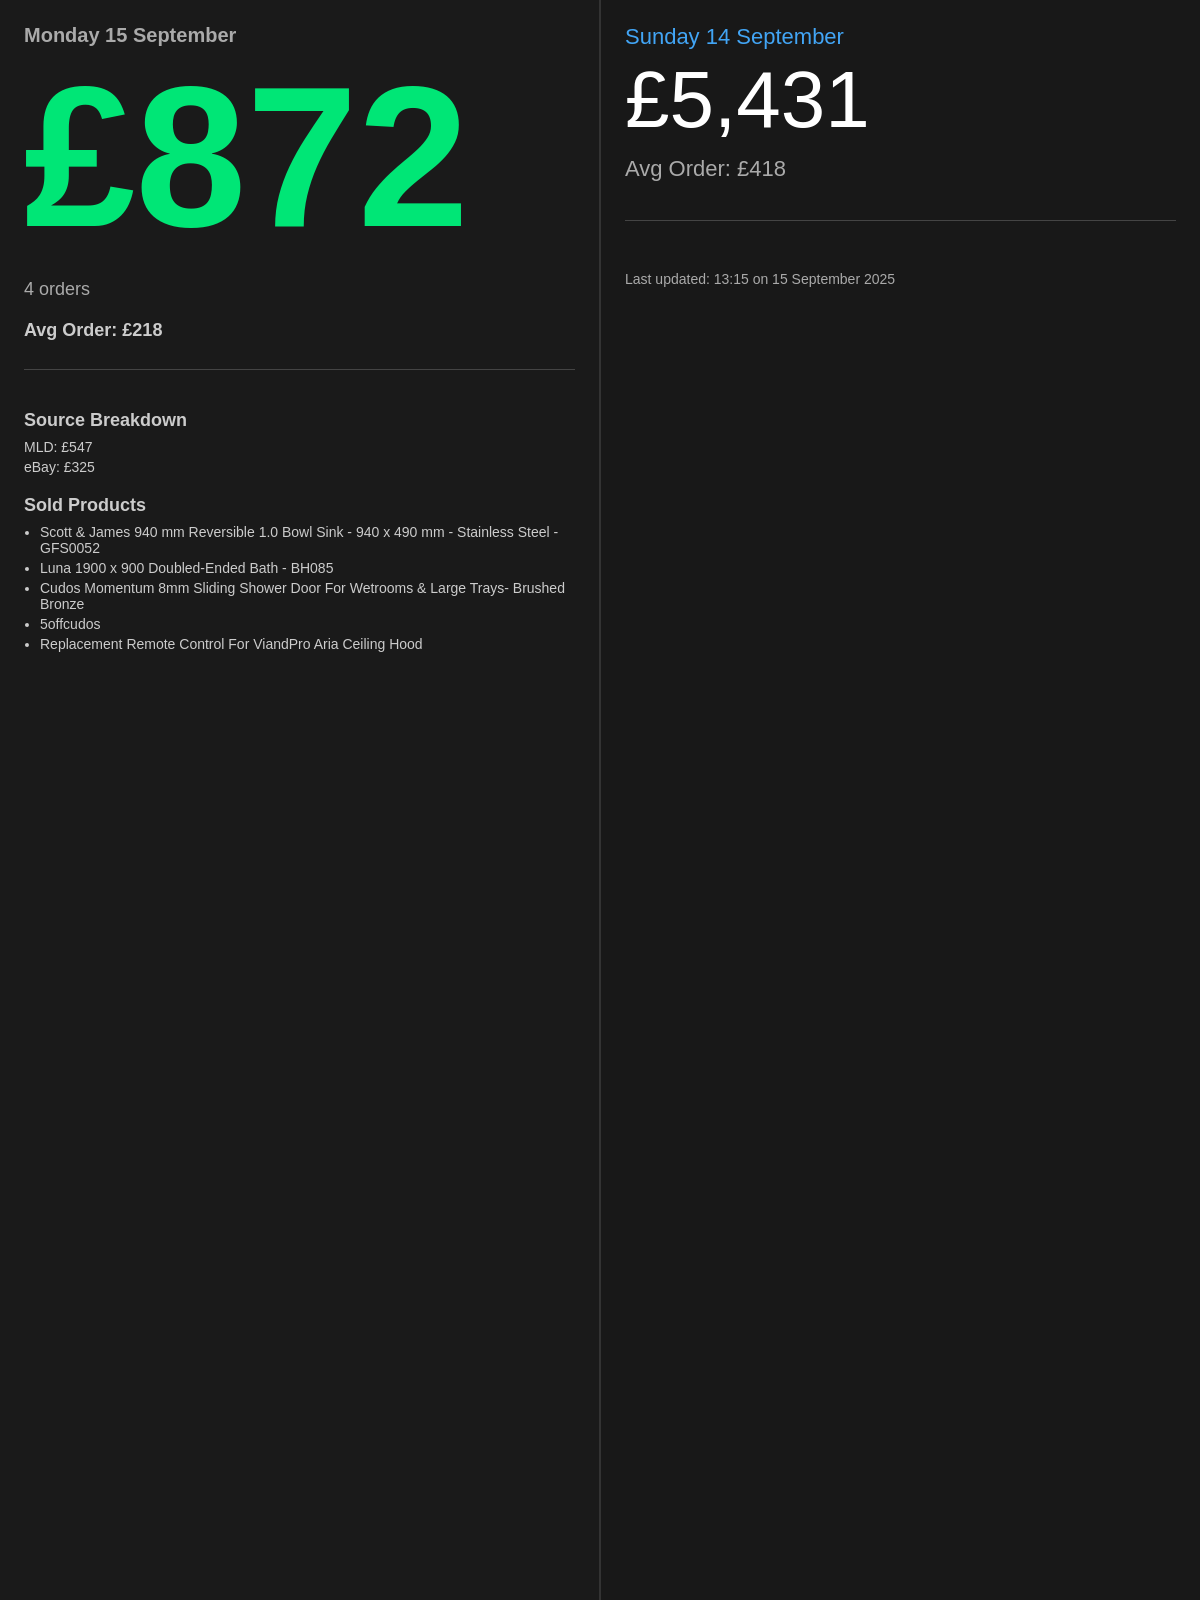 Monday 15 September
£872
4 orders
Avg Order: £218
Source Breakdown
MLD: £547
eBay: £325
Sold Products
• Scott & James 940 mm Reversible 1.0 Bowl Sink - 940 x 490 mm - Stainless Steel -
GFS0052
• Luna 1900 x 900 Doubled-Ended Bath - BH085
• Cudos Momentum 8mm Sliding Shower Door For Wetrooms & Large Trays- Brushed
Bronze
• 5offcudos
• Replacement Remote Control For ViandPro Aria Ceiling Hood
Sunday 14 September
£5,431
Avg Order: £418
Last updated: 13:15 on 15 September 2025